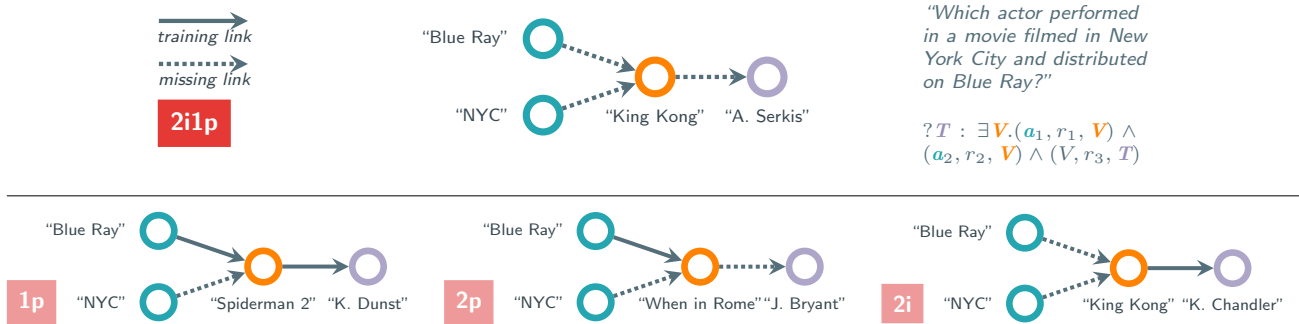 training link
missing link
2i1p
“Blue Ray”
“NYC”
“King Kong”
“A. Serkis”
“Which actor performed
in a movie filmed in New
York City and distributed
on Blue Ray?”
?T : ∃V.(a₁, r₁, V) ∧
(a₂, r₂, V) ∧ (V, r₃, T)
“Blue Ray”
1p
“NYC”
“Spiderman 2”
“K. Dunst”
“Blue Ray”
2p
“NYC”
“When in Rome”
“J. Bryant”
“Blue Ray”
2i
“NYC”
“King Kong”
“K. Chandler”